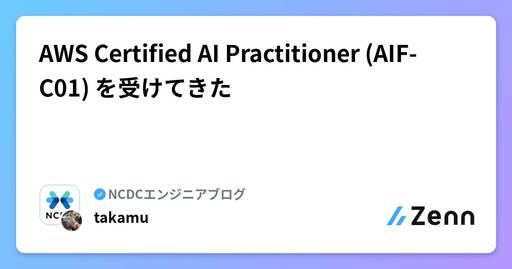 AWS Certified AI Practitioner (AIF-
C01) を受けてきた
NCDCエンジニアブログ
takamu
Zenn